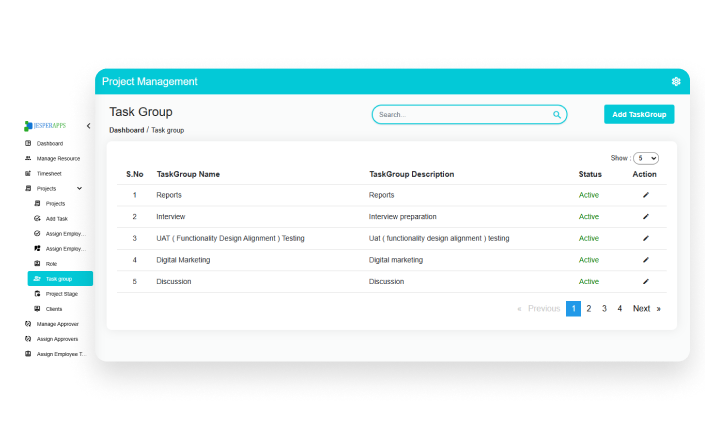 Project Management
JESPERAPPS
Dashboard
Manage Resource
Timesheet
Projects
Projects
Add Task
Assign Employ...
Assign Employ...
Role
Task group
Project Stage
Clients
Manage Approver
Assign Approvers
Assign Employee T...
Task Group
Search...
Add TaskGroup
Dashboard / Task group
Show : 5
S.No TaskGroup Name TaskGroup Description Status Action
1 Reports Reports Active
2 Interview Interview preparation Active
3 UAT ( Functionality Design Alignment ) Testing Uat ( functionality design alignment ) testing Active
4 Digital Marketing Digital marketing Active
5 Discussion Discussion Active
« Previous 1 2 3 4 Next »